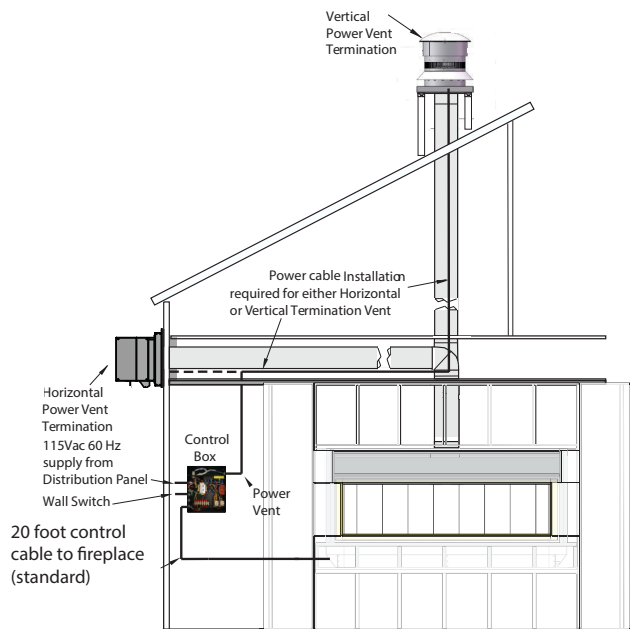 Vertical
Power Vent
Termination
Power cable Installation
required for either Horizontal
or Vertical Termination Vent
Horizontal
Power Vent
Termination
115Vac 60 Hz
supply from
Distribution Panel
Wall Switch
Control
Box
Power
Vent
20 foot control
cable to fireplace
(standard)